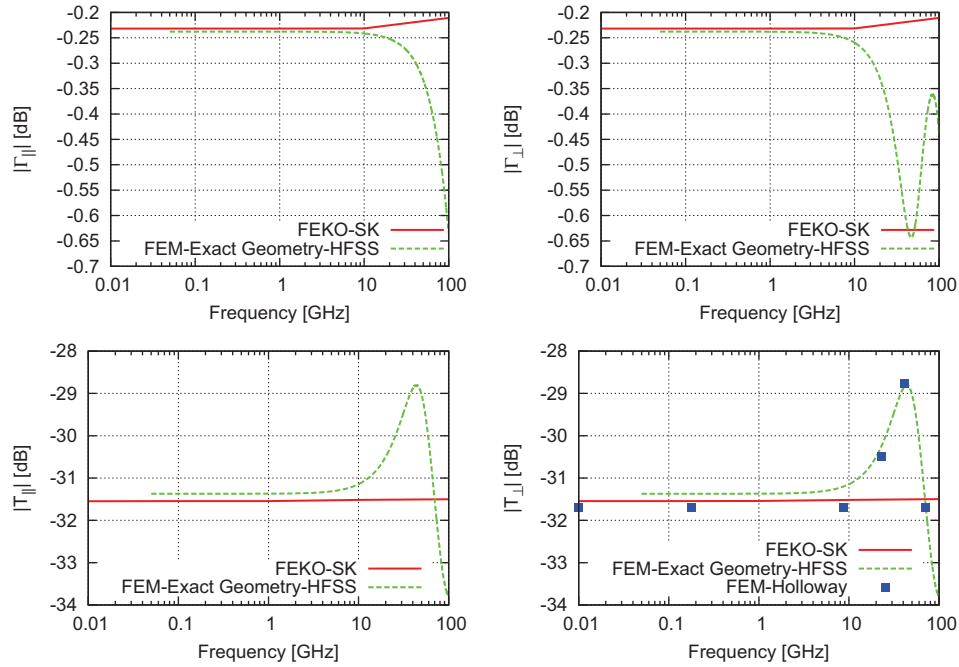 -0.2
-0.25
-0.3
-0.35
-0.4
-0.45
-0.5
-0.55
-0.6
-0.65
-0.7
|Γ||| [dB]
FEKO-SK
FEM-Exact Geometry-HFSS
0.01 0.1 1 10 100
Frequency [GHz]
-0.2
-0.25
-0.3
-0.35
-0.4
-0.45
-0.5
-0.55
-0.6
-0.65
-0.7
|Γ⊥| [dB]
FEKO-SK
FEM-Exact Geometry-HFSS
0.01 0.1 1 10 100
Frequency [GHz]
-28
-29
-30
-31
-32
-33
-34
|T||| [dB]
FEKO-SK
FEM-Exact Geometry-HFSS
0.01 0.1 1 10 100
Frequency [GHz]
-28
-29
-30
-31
-32
-33
-34
|T⊥| [dB]
FEKO-SK
FEM-Exact Geometry-HFSS
FEM-Holloway
0.01 0.1 1 10 100
Frequency [GHz]